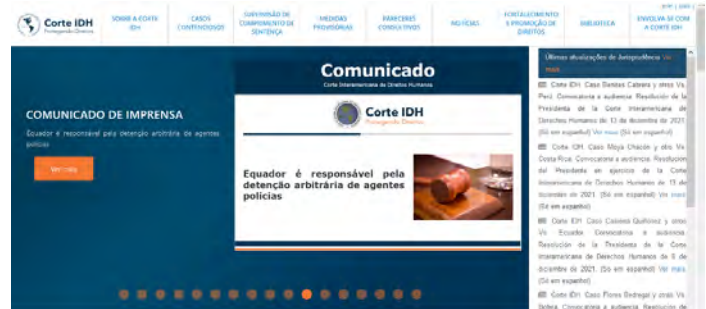 Corte IDH
Protegendo Direitos
SOBRE A CORTE
IDH
CASOS
CONTENCIOSOS
SUPERVISÃO DE
CUMPRIMENTO DE
SENTENÇA
MEDIDAS
PROVISÓRIAS
PARECERES
CONSULTIVOS
NOTÍCIAS
FORTALECIMENTO
E PROMOÇÃO DE
DIREITOS
BIBLIOTECA
ENVOLVA-SE COM
A CORTE IDH
COMUNICADO DE IMPRENSA
Equador é responsável pela detenção arbitrária de agentes
polícias
Ver mais
Comunicado
Corte Interamericana de Direitos Humanos
Corte IDH
Protegendo Direitos
Equador é responsável pela
detenção arbitrária de agentes
polícias
Últimas atualizações de Jurisprudência Ver
mais
Corte IDH. Caso Benites Cabrera y otros Vs.
Perú. Convocatoria a audiencia. Resolución de la
Presidenta de la Corte Interamericana de
Derechos Humanos de 13 de diciembre de 2021.
(Só em espanhol) Ver mais (Só em espanhol)
Corte IDH. Caso Moya Chacón y otro Vs.
Costa Rica. Convocatoria a audiencia. Resolución
del Presidente en ejercicio de la Corte
Interamericana de Derechos Humanos de 13 de
diciembre de 2021. (Só em espanhol) Ver mais
(Só em espanhol)
Corte IDH. Caso Casierra Quiñonez y otros
Vs. Ecuador. Convocatoria a audiencia.
Resolución de la Presidenta de la Corte
Interamericana de Derechos Humanos de 6 de
diciembre de 2021. (Só em espanhol) Ver mais
(Só em espanhol)
Corte IDH. Caso Flores Bedregal y otras Vs.
Bolivia. Convocatoria a audiencia. Resolución de